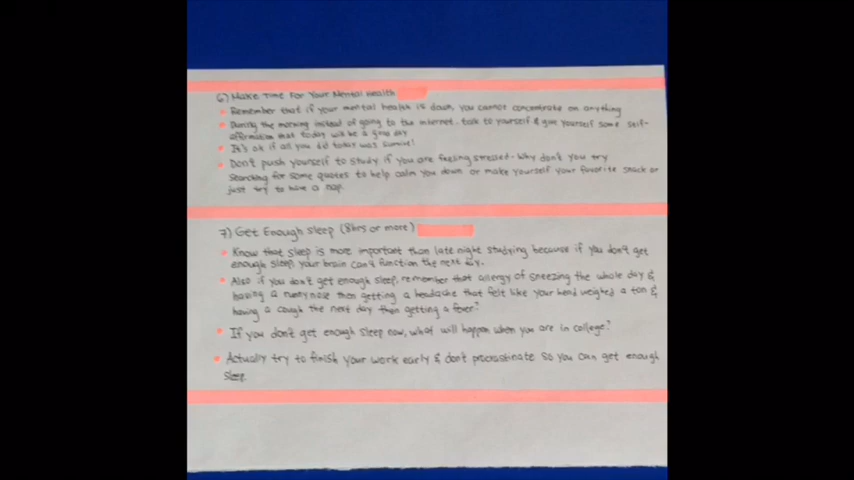 6) Make Time For Your Mental Health
Remember that if your mental health is down, you cannot concentrate on anything
During the morning instead of going to the internet - talk to yourself & give yourself some self-
affirmation that today will be a good day
It's ok if all you did today was survive!
Don't push yourself to study if you are feeling stressed - Why don't you try
searching for some quotes to help calm you down or make yourself your favorite snack or
just try to have a nap.
7) Get Enough sleep (8hrs or more)
Know that sleep is more important than late night studying because if you don't get
enough sleep, your brain can't function the next day.
Also if you don't get enough sleep, remember that allergy of sneezing the whole day &
having a runny nose then getting a headache that felt like your head weighed a ton &
having a cough the next day then getting a fever?
If you don't get enough sleep now, what will happen when you are in college?
Actually try to finish your work early & don't procrastinate so you can get enough
sleep.